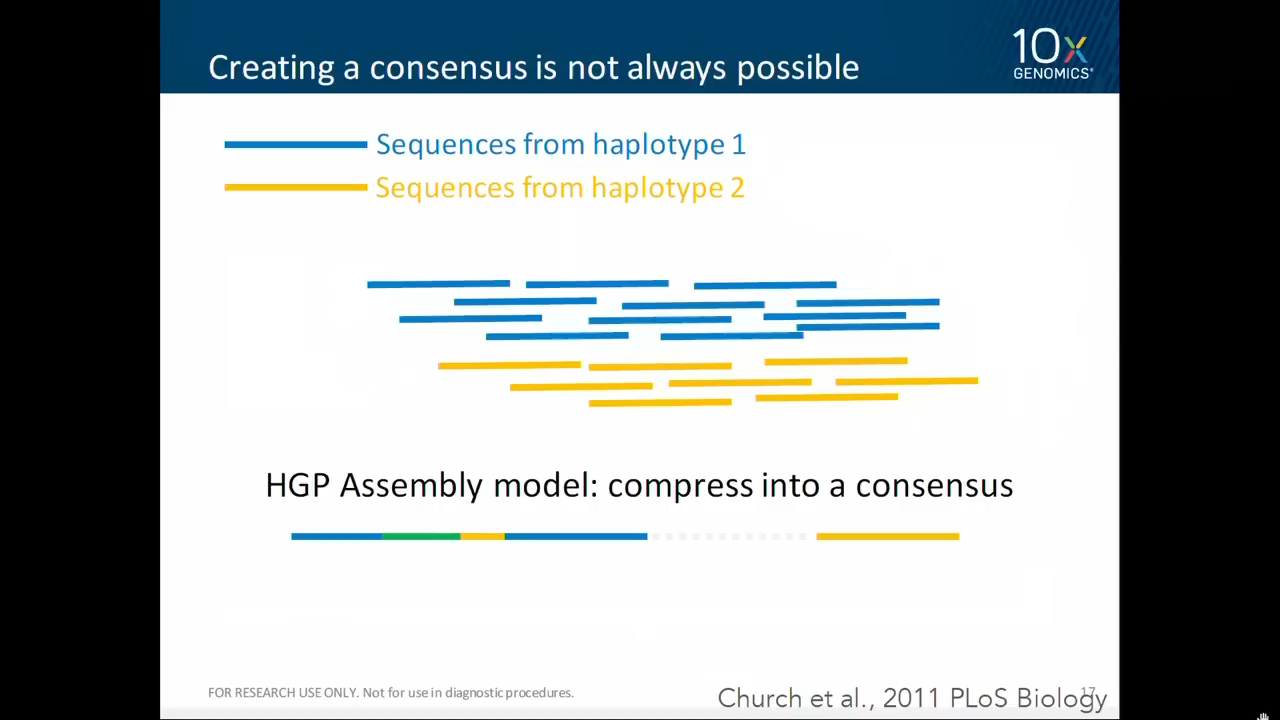 Creating a consensus is not always possible
10x
GENOMICS®
Sequences from haplotype 1
Sequences from haplotype 2
HGP Assembly model: compress into a consensus
FOR RESEARCH USE ONLY. Not for use in diagnostic procedures.
17
Church et al., 2011 PLoS Biology